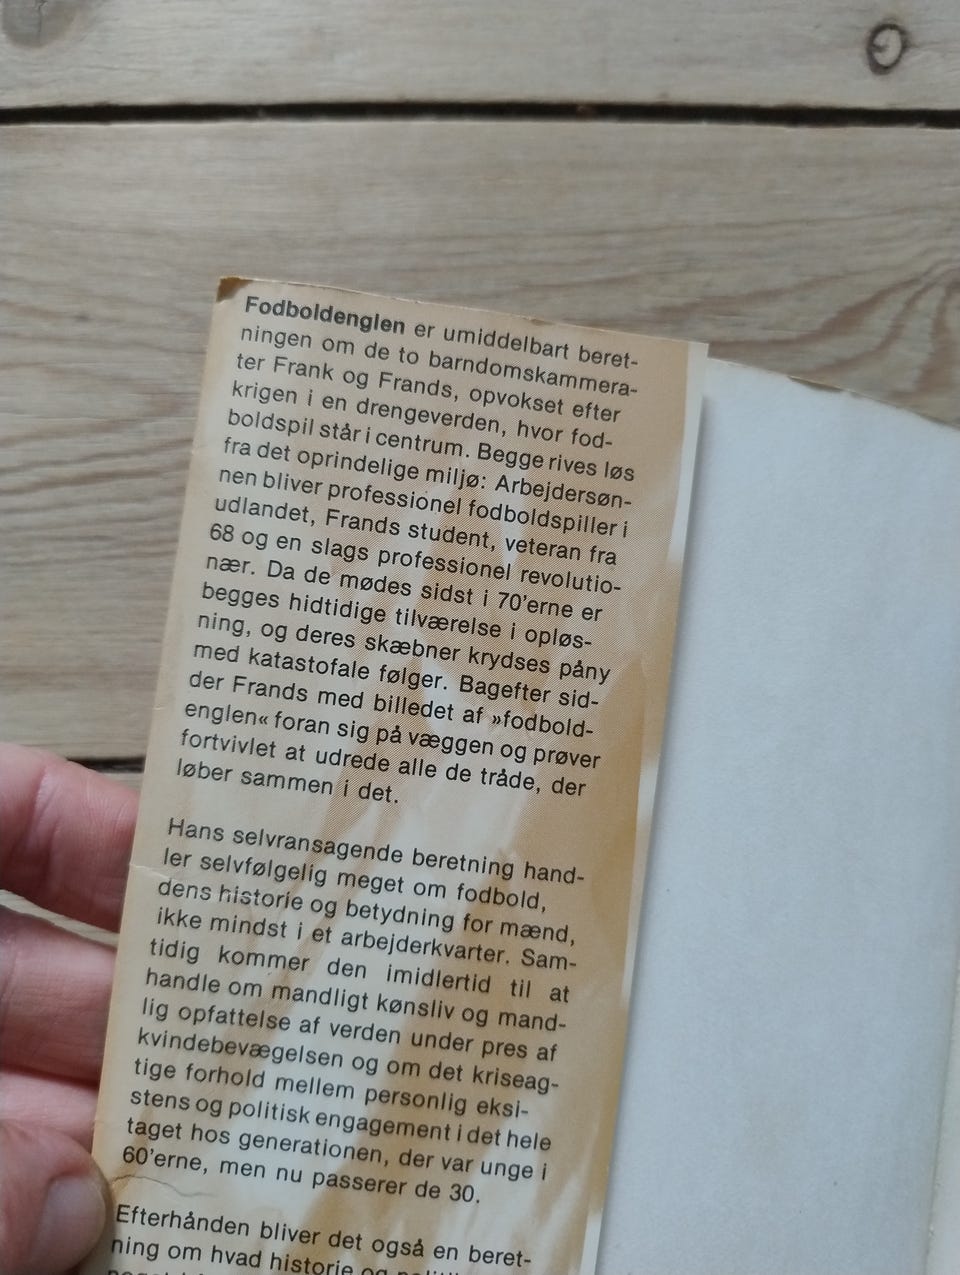 Fodboldenglen er umiddelbart beret-
ningen om de to barndomskammera-
ter Frank og Frands, opvokset efter
krigen i en drengeverden, hvor fod-
boldspil står i centrum. Begge rives løs
fra det oprindelige miljø: Arbejdersøn-
nen bliver professionel fodboldspiller i
udlandet, Frands student, veteran fra
68 og en slags professionel revolutio-
nær. Da de mødes sidst i 70'erne er
begges hidtidige tilværelse i opløs-
ning, og deres skæbner krydses påny
med katastofale følger. Bagefter sid-
der Frands med billedet af »fodbold-
englen« foran sig på væggen og prøver
fortvivlet at udrede alle de tråde, der
løber sammen i det.
Hans selvransagende beretning hand-
ler selvfølgelig meget om fodbold,
dens historie og betydning for mænd,
ikke mindst i et arbejderkvarter. Sam-
tidig kommer den imidlertid til at
handle om mandligt kønsliv og mand-
lig opfattelse af verden under pres af
kvindebevægelsen og om det kriseag-
tige forhold mellem personlig eksi-
stens og politisk engagement i det hele
taget hos generationen, der var unge i
60'erne, men nu passerer de 30.
Efterhånden bliver det også en beret-
ning om hvad historie og